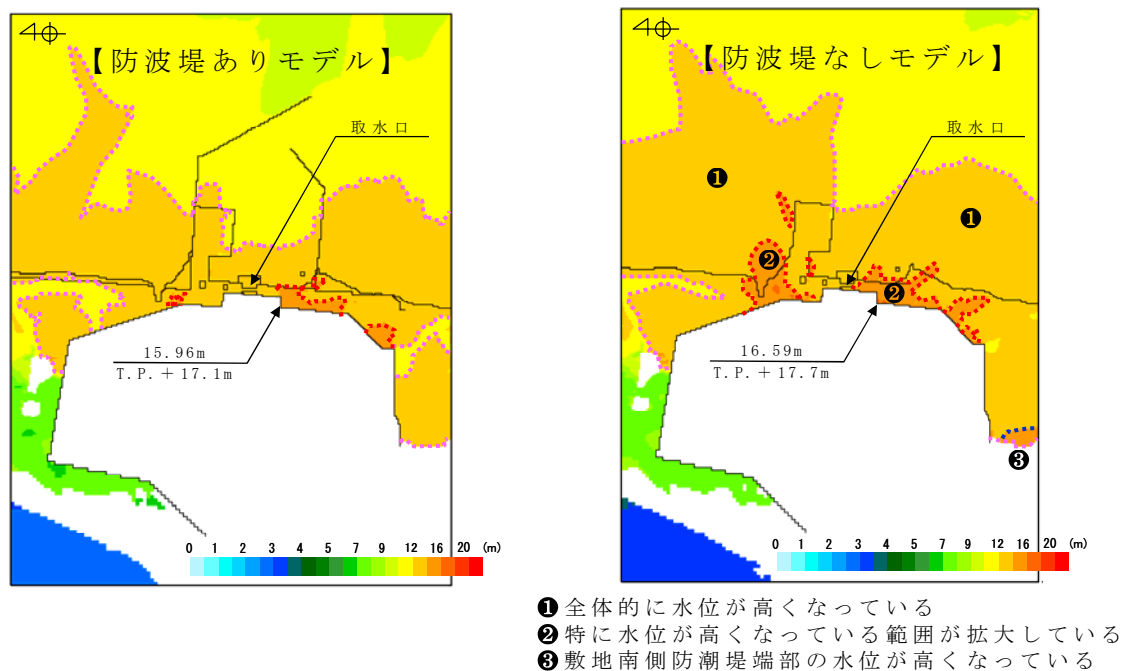 【防波堤ありモデル】
取水口
15.96m
T.P.+17.1m
0 1 2 3 4 5 7 9 12 16 20 (m)
【防波堤なしモデル】
取水口
❶
❶
❷
❷
16.59m
T.P.+17.7m
❸
0 1 2 3 4 5 7 9 12 16 20 (m)
❶全体的に水位が高くなっている
❷特に水位が高くなっている範囲が拡大している
❸敷地南側防潮堤端部の水位が高くなっている